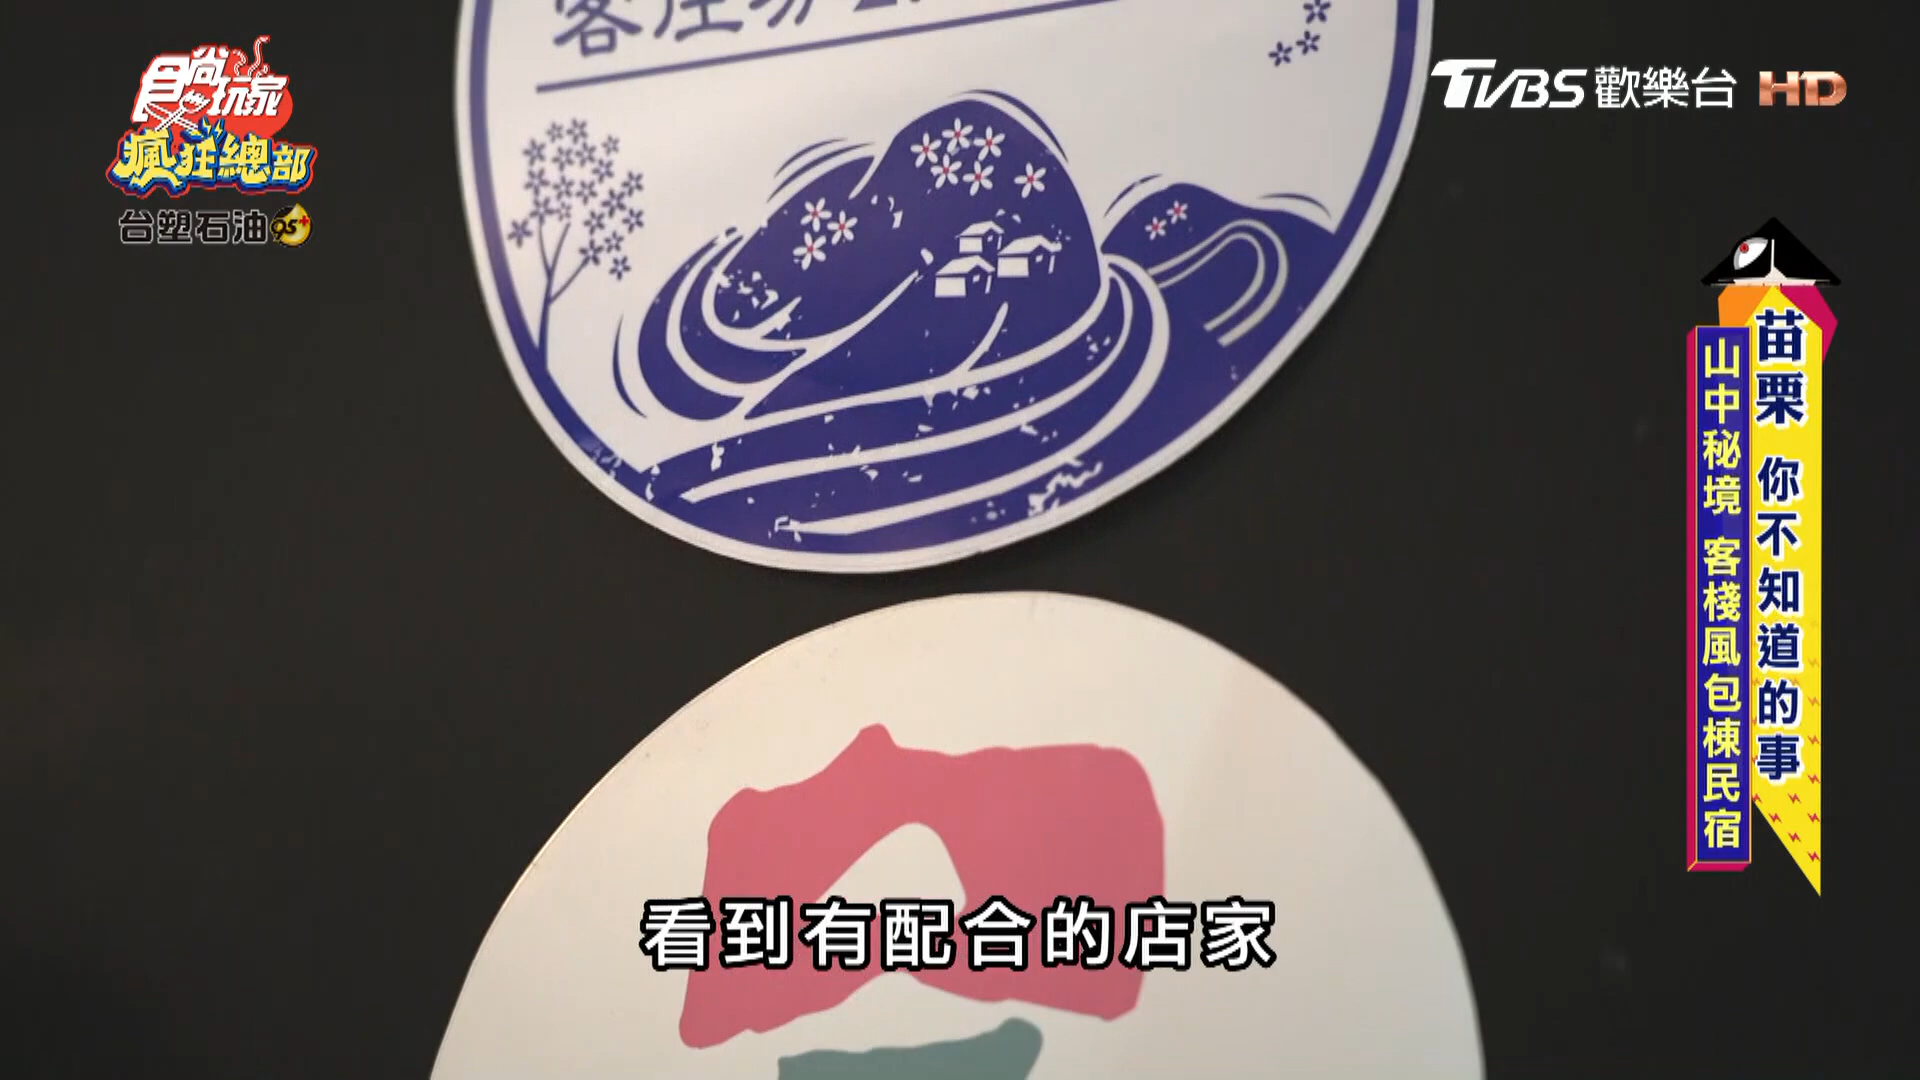 食尚玩家
瘋狂總部
台塑石油 95+
TVBS 歡樂台 HD
苗栗 你不知道的事
山中秘境 客棧風包棟民宿
看到有配合的店家